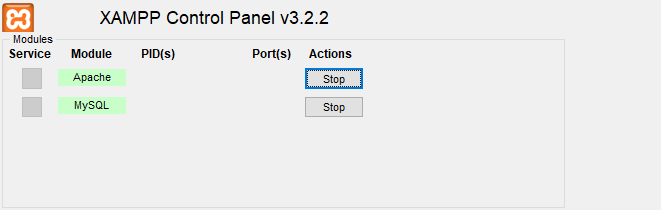 XAMPP Control Panel v3.2.2
Modules
Service Module PID(s) Port(s) Actions
Apache Stop
MySQL Stop